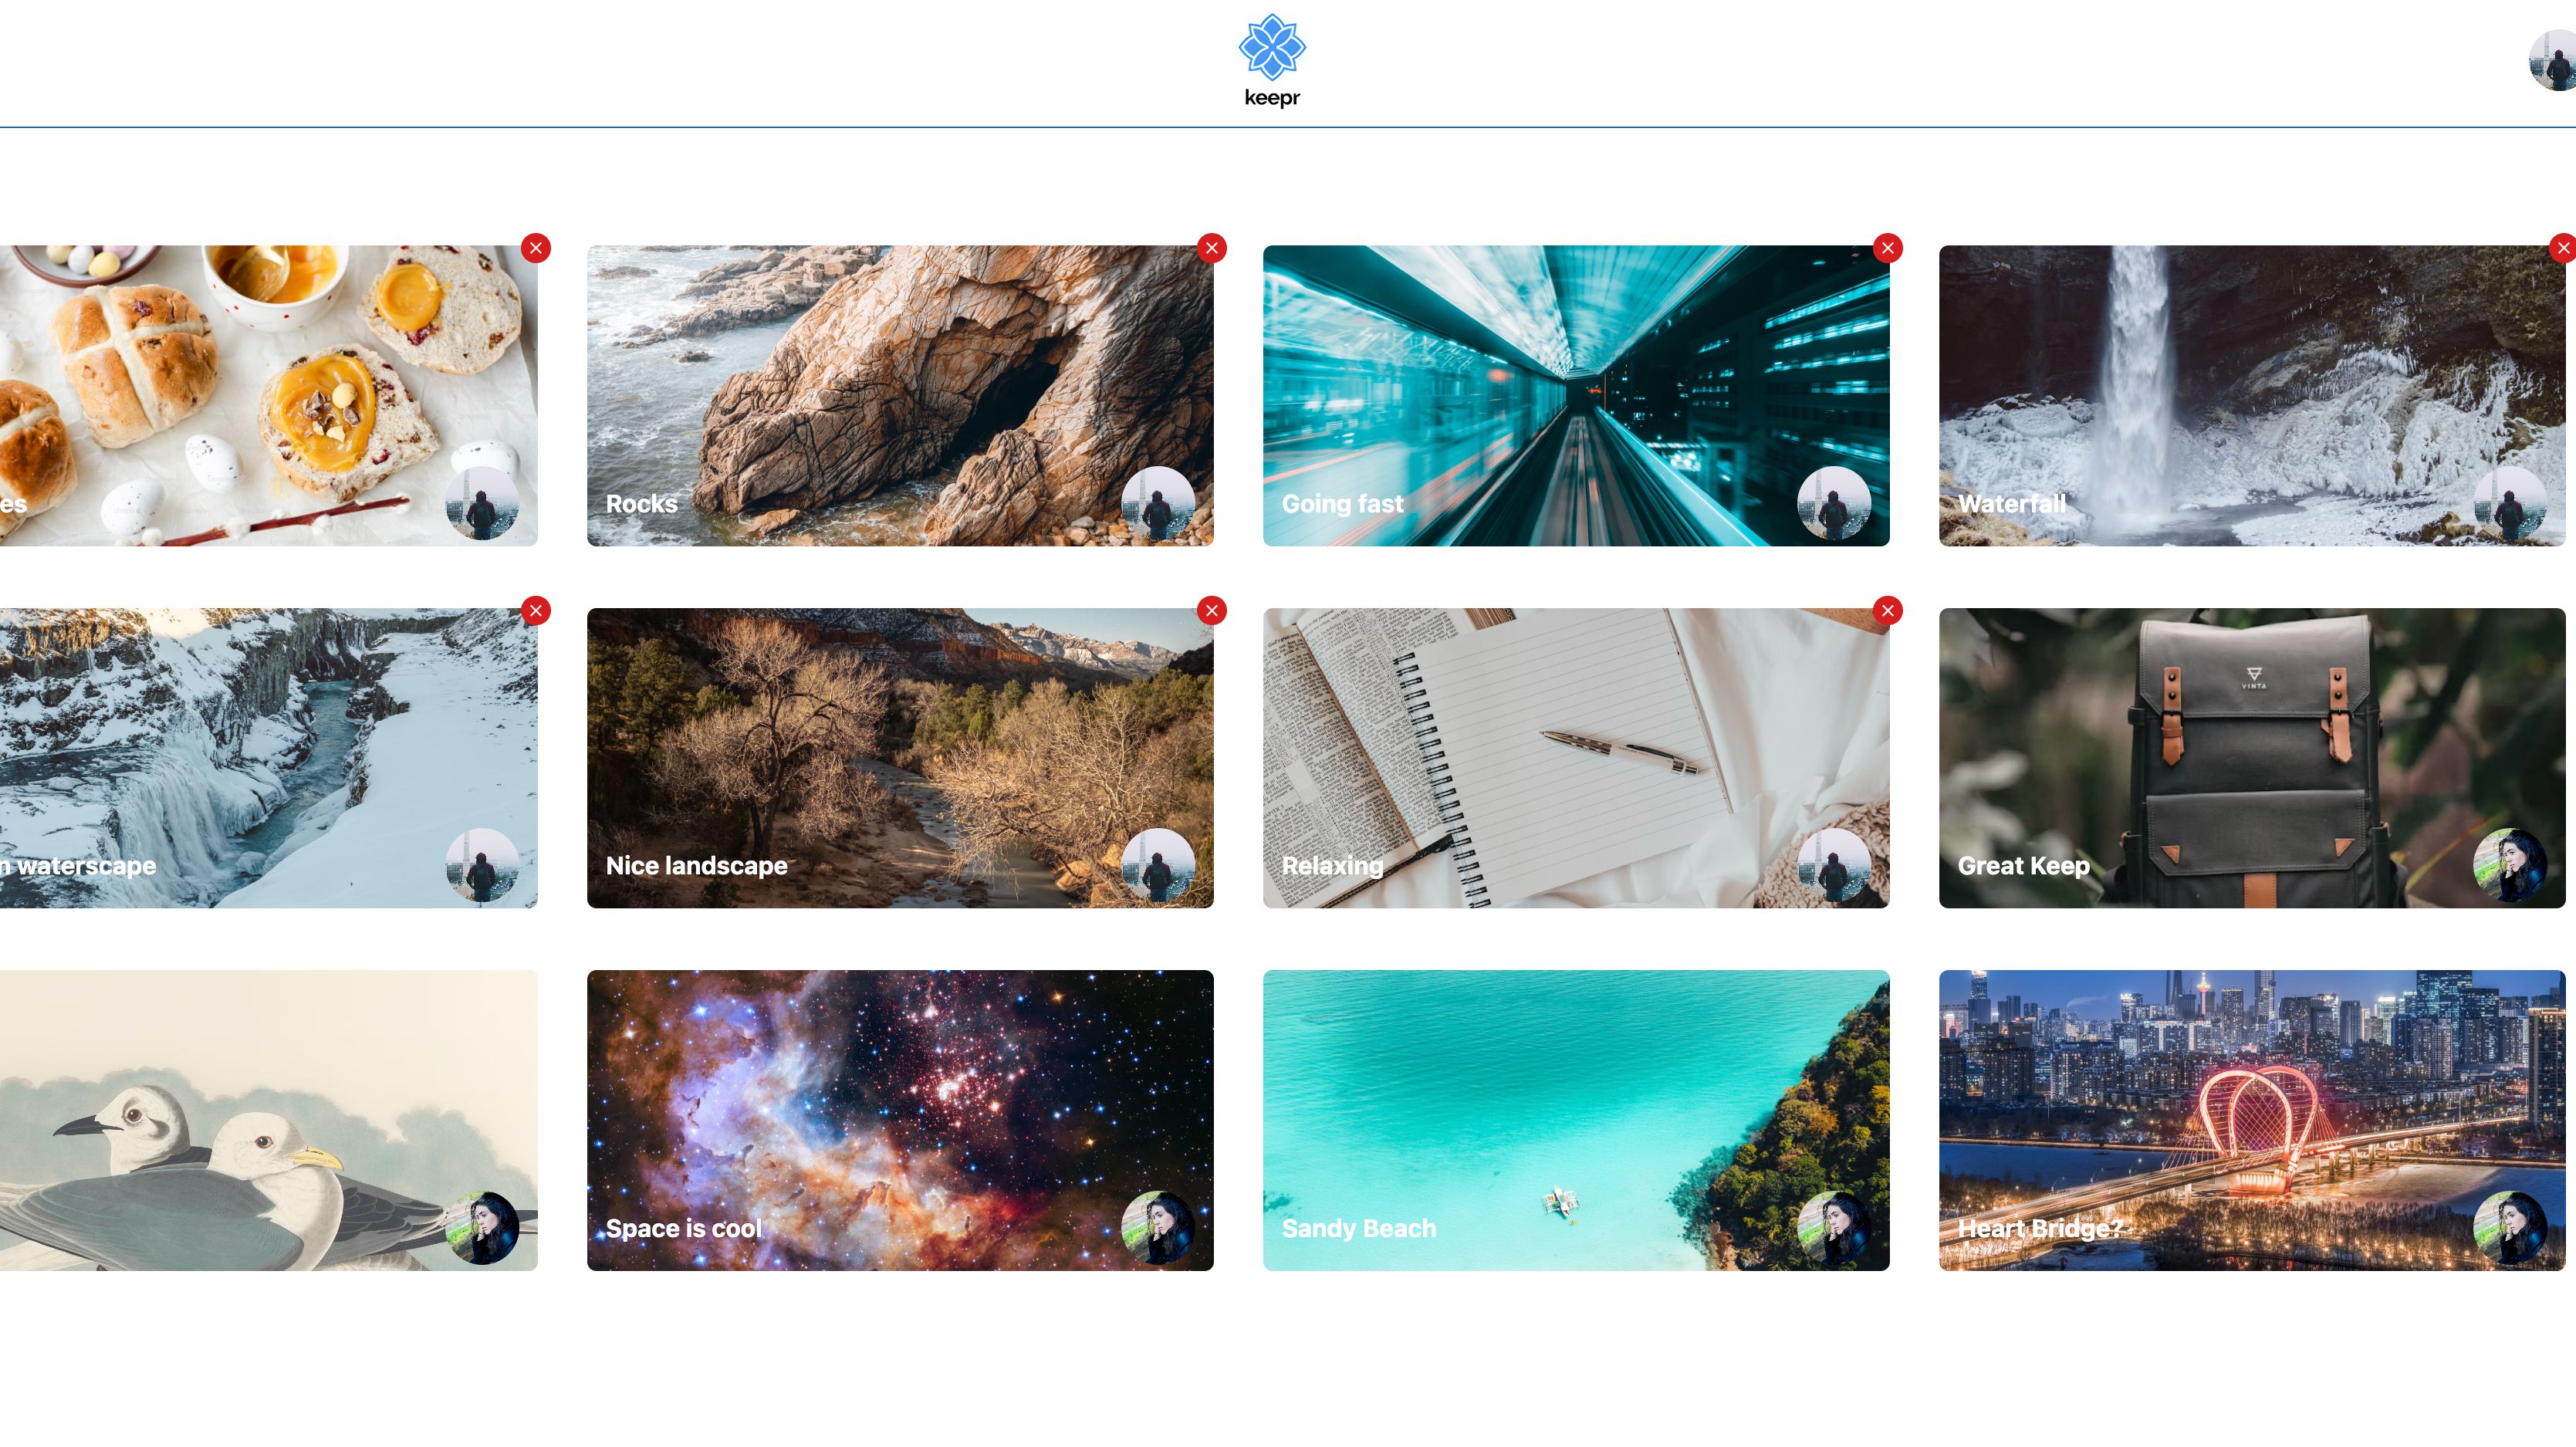 keepr
es
Rocks
Going fast
Waterfall
n waterscape
Nice landscape
Relaxing
VINTA
Great Keep
Space is cool
Sandy Beach
Heart Bridge?